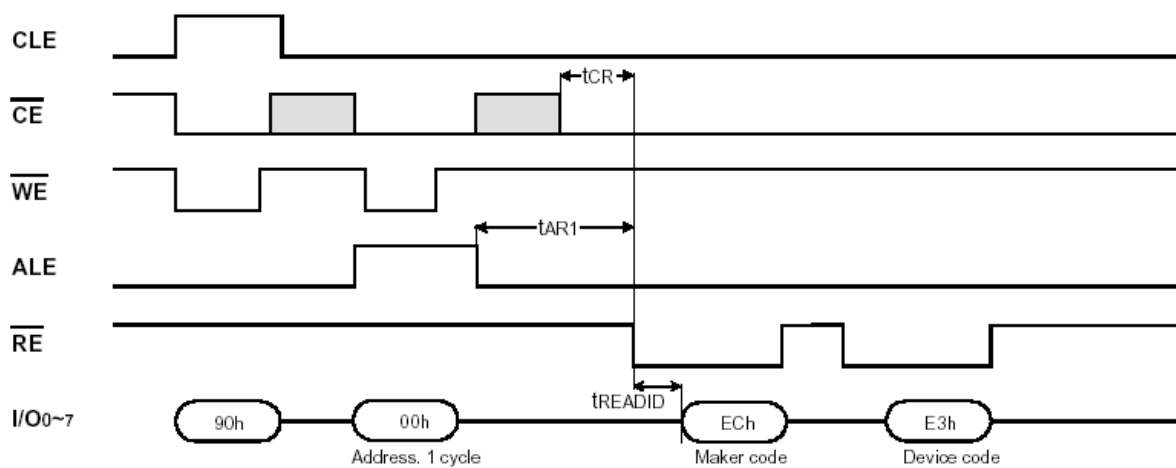 CLE
tCR
CE
WE
tAR1
ALE
RE
tREADID
I/O0~7
90h 00h ECh E3h
Address. 1 cycle Maker code Device code